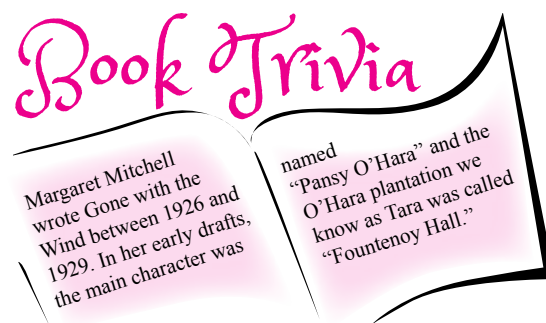 Book Trivia
Margaret Mitchell
wrote Gone with the
Wind between 1926 and
1929. In her early drafts,
the main character was
named
“Pansy O’Hara” and the
O’Hara plantation we
know as Tara was called
“Fountenoy Hall.”